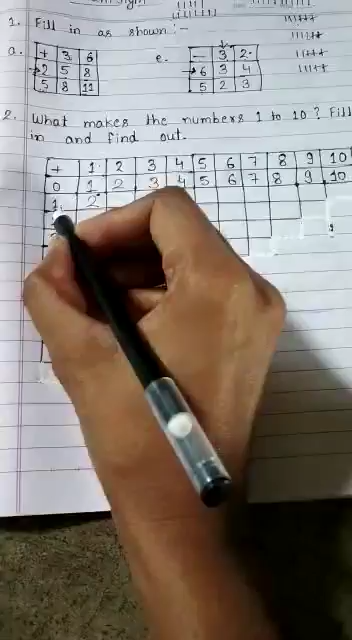 1. Fill in as shown :-
a. + 3 6 e. - 3 2
2 5 8 6 3 4
5 8 11 5 2 3
2. What makes the numbers 1 to 10 ? Fill
in and find out.
+ 1 2 3 4 5 6 7 8 9 10
0 1 2 3 4 5 6 7 8 9 10
1 2